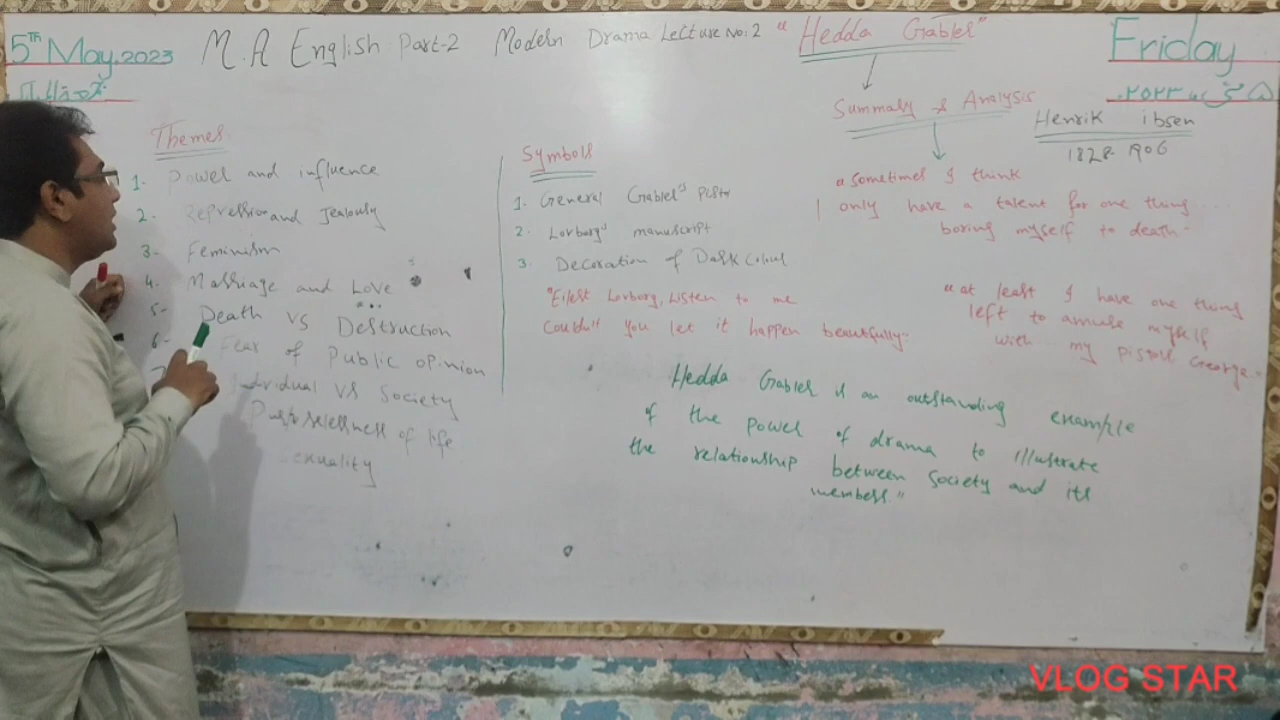 5th May.2023
M.A English Part-2 Modern Drama Lecture No:2 "Hedda Gabler"
Friday
Summary & Analysis
Henrik ibsen
1828-1906
Themes
1- Power and influence
2- Repression and Jealously
3- Feminism
4- Marriage and Love
5- Death vs Destruction
6- Fear of Public opinion
7 Individual vs Society
Purposelessness of life
Sexuality
Symbols
1. General Gabler's Pisto
2. Lovborg's manuscript
3. Decoration of Dark Colour
"Eilert Lovborg, Listen to me
Couldn't you let it happen beautifully-
"Sometimes I think
I only have a talent for one thing....
boring myself to death-
"at least I have one thing
left to amuse myself
with my Pistols George-
Hedda Gabler is an outstanding example
of the power of drama to illustrate
the relationship between society and its
members"
VLOG STAR